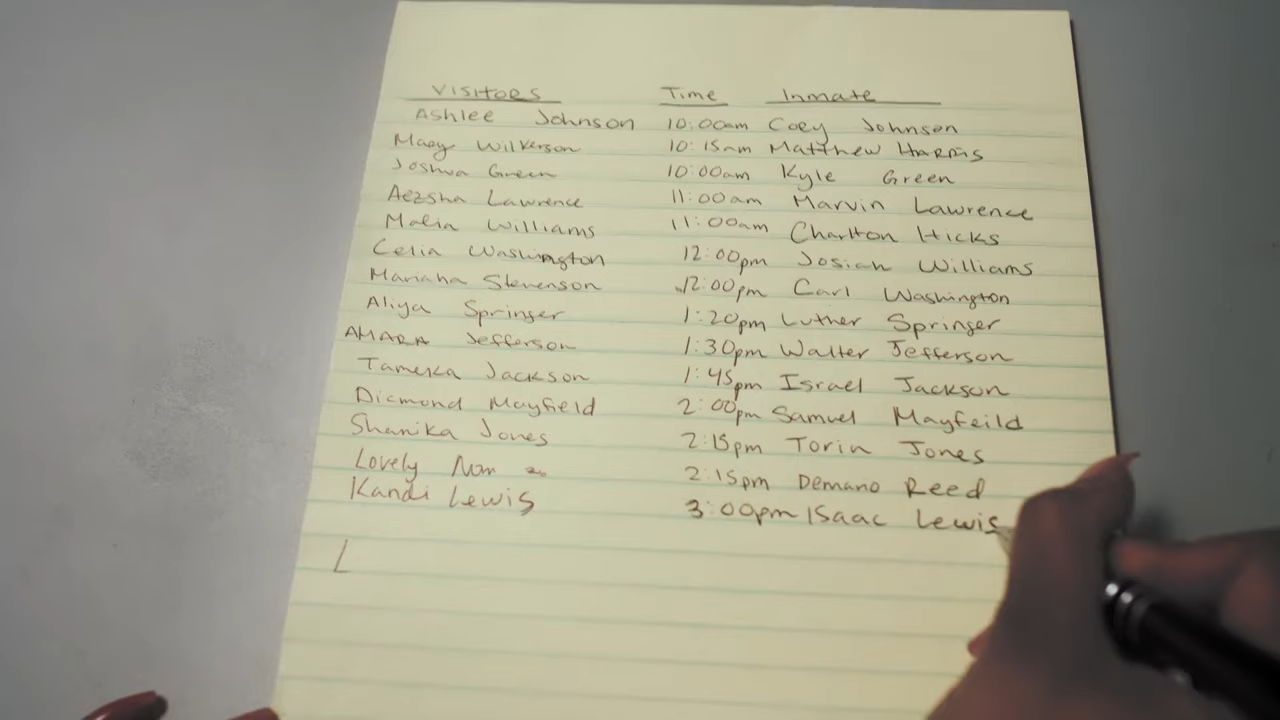 Visitors Time Inmate
Ashlee Johnson 10:00am Coey Johnson
Maey Wilkerson 10:15am Matthew Harris
Joshua Green 10:00am Kyle Green
Aezsha Lawrence 11:00am Marvin Lawrence
Malia Williams 11:00am Charlton Hicks
Celia Washington 12:00pm Josiah Williams
Mariaha Stevenson 12:00pm Carl Washington
Aliya Springer 1:20pm Luther Springer
AMARA Jefferson 1:30pm Walter Jefferson
Tameka Jackson 1:45pm Israel Jackson
Diamond Mayfield 2:00pm Samuel Mayfeild
Shanika Jones 2:15pm Torin Jones
Lovely 2:15pm Demano Reed
Kandi Lewis 3:00pm Isaac Lewis
L